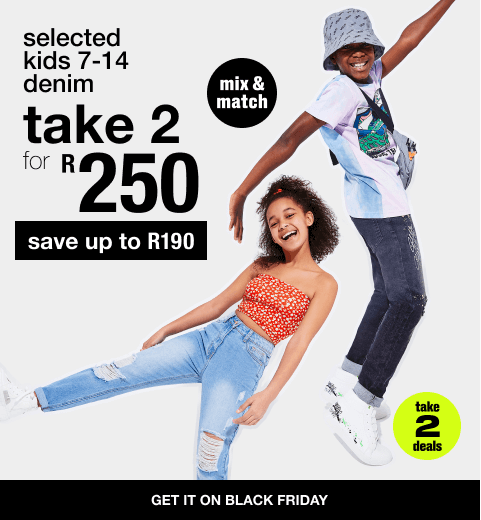 selected
kids 7-14
denim
take 2
for R250
save up to R190
mix &
match
take
2
deals
GET IT ON BLACK FRIDAY